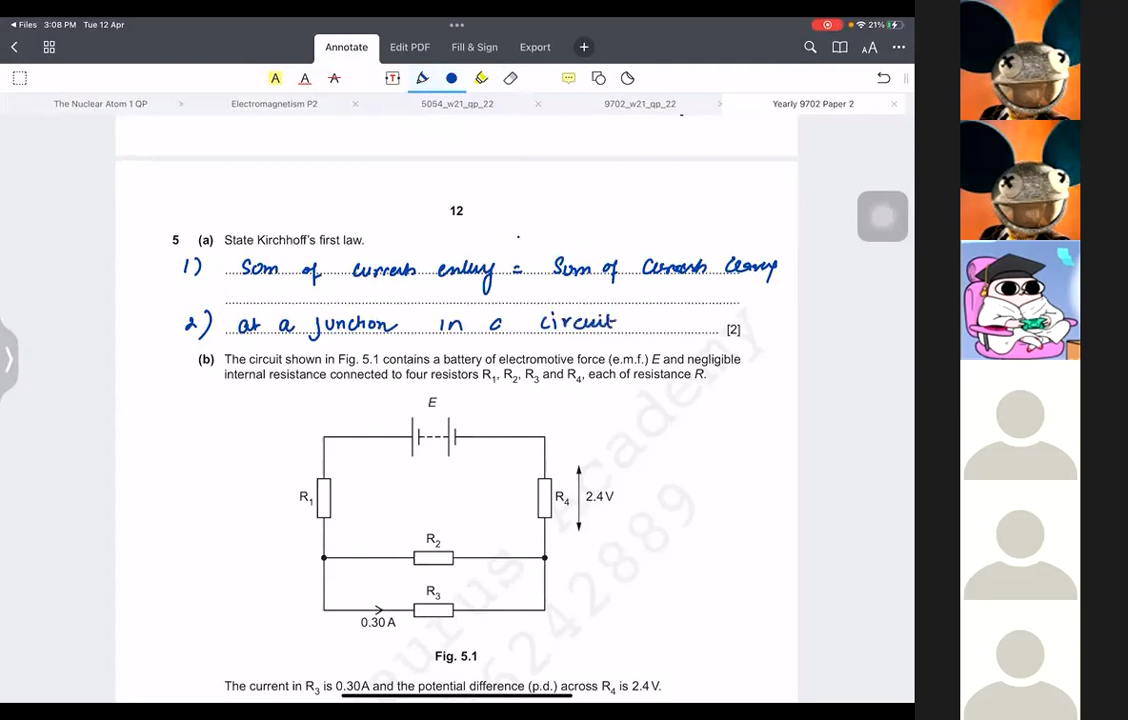 Files 3:08 PM Tue 12 Apr 21%
Annotate Edit PDF Fill & Sign Export
The Nuclear Atom 1 QP Electromagnetism P2 5054_w21_qp_22 9702_w21_qp_22 Yearly 9702 Paper 2
12
5 (a) State Kirchhoff's first law.
1) Som of currents = Sum of currents
2) at a junction in a circuit [2]
(b) The circuit shown in Fig. 5.1 contains a battery of electromotive force (e.m.f.) E and negligible
internal resistance connected to four resistors R1, R2, R3 and R4, each of resistance R.
E
R1
R4 2.4 V
R2
R3
0.30 A
Fig. 5.1
The current in R3 is 0.30A and the potential difference (p.d.) across R4 is 2.4 V.
Academy
6242889